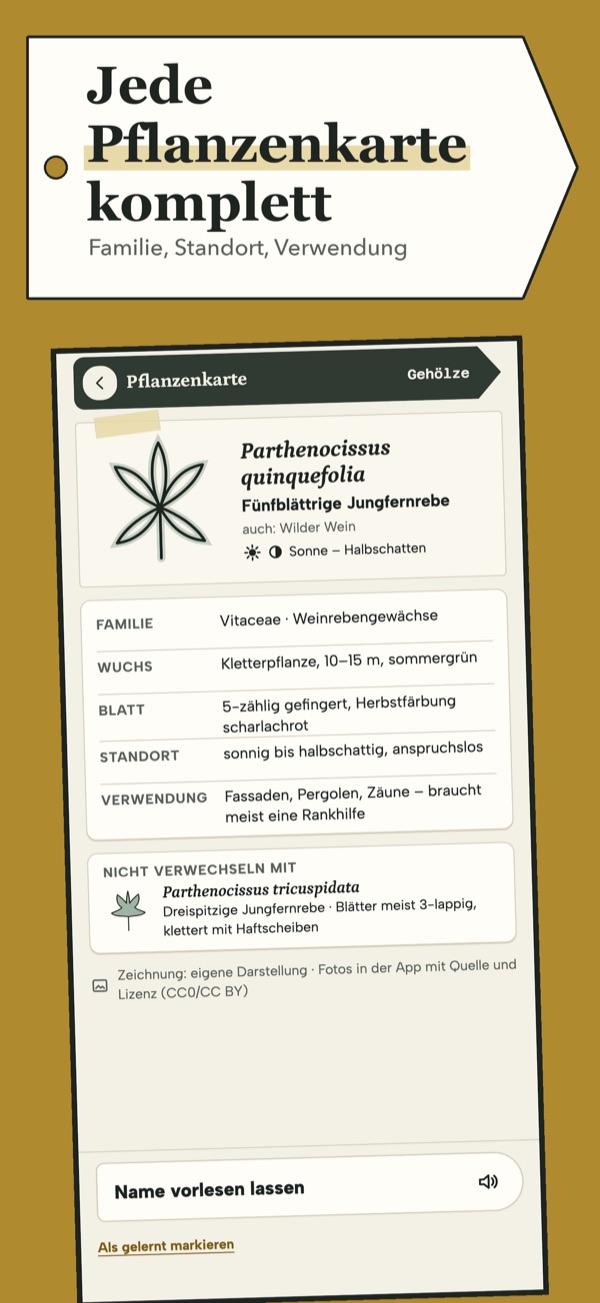 Jede
Pflanzenkarte
komplett
Familie, Standort, Verwendung
Pflanzenkarte
Gehölze
Parthenocissus
quinquefolia
Fünfblättrige Jungfernrebe
auch: Wilder Wein
Sonne – Halbschatten
FAMILIE
Vitaceae · Weinrebengewächse
WUCHS
Kletterpflanze, 10–15 m, sommergrün
BLATT
5-zählig gefingert, Herbstfärbung
scharlachrot
STANDORT
sonnig bis halbschattig, anspruchslos
VERWENDUNG
Fassaden, Pergolen, Zäune – braucht
meist eine Rankhilfe
NICHT VERWECHSELN MIT
Parthenocissus tricuspidata
Dreispitzige Jungfernrebe · Blätter meist 3-lappig,
klettert mit Haftscheiben
Zeichnung: eigene Darstellung · Fotos in der App mit Quelle und
Lizenz (CC0/CC BY)
Name vorlesen lassen
Als gelernt markieren